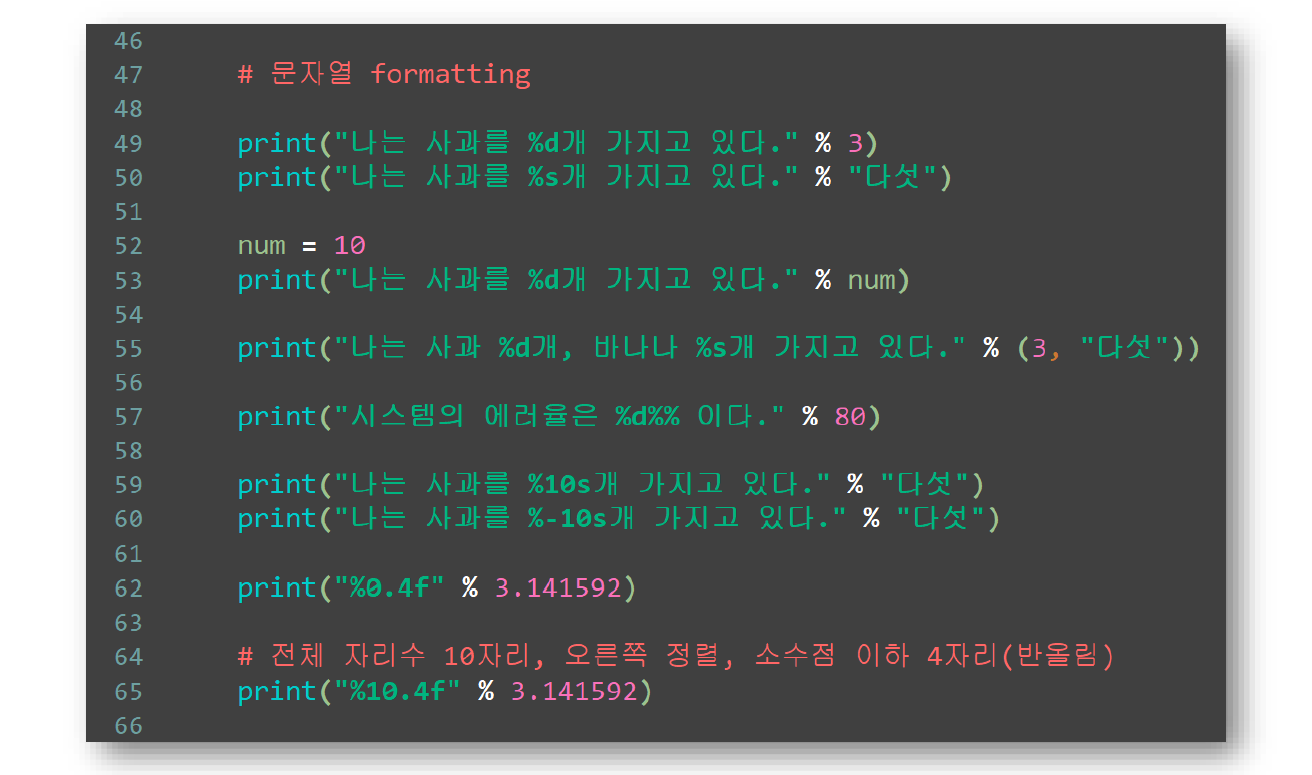 46
47 # 문자열 formatting
48
49 print("나는 사과를 %d개 가지고 있다." % 3)
50 print("나는 사과를 %s개 가지고 있다." % "다섯")
51
52 num = 10
53 print("나는 사과를 %d개 가지고 있다." % num)
54
55 print("나는 사과 %d개, 바나나 %s개 가지고 있다." % (3, "다섯"))
56
57 print("시스템의 에러율은 %d%% 이다." % 80)
58
59 print("나는 사과를 %10s개 가지고 있다." % "다섯")
60 print("나는 사과를 %-10s개 가지고 있다." % "다섯")
61
62 print("%0.4f" % 3.141592)
63
64 # 전체 자리수 10자리, 오른쪽 정렬, 소수점 이하 4자리(반올림)
65 print("%10.4f" % 3.141592)
66